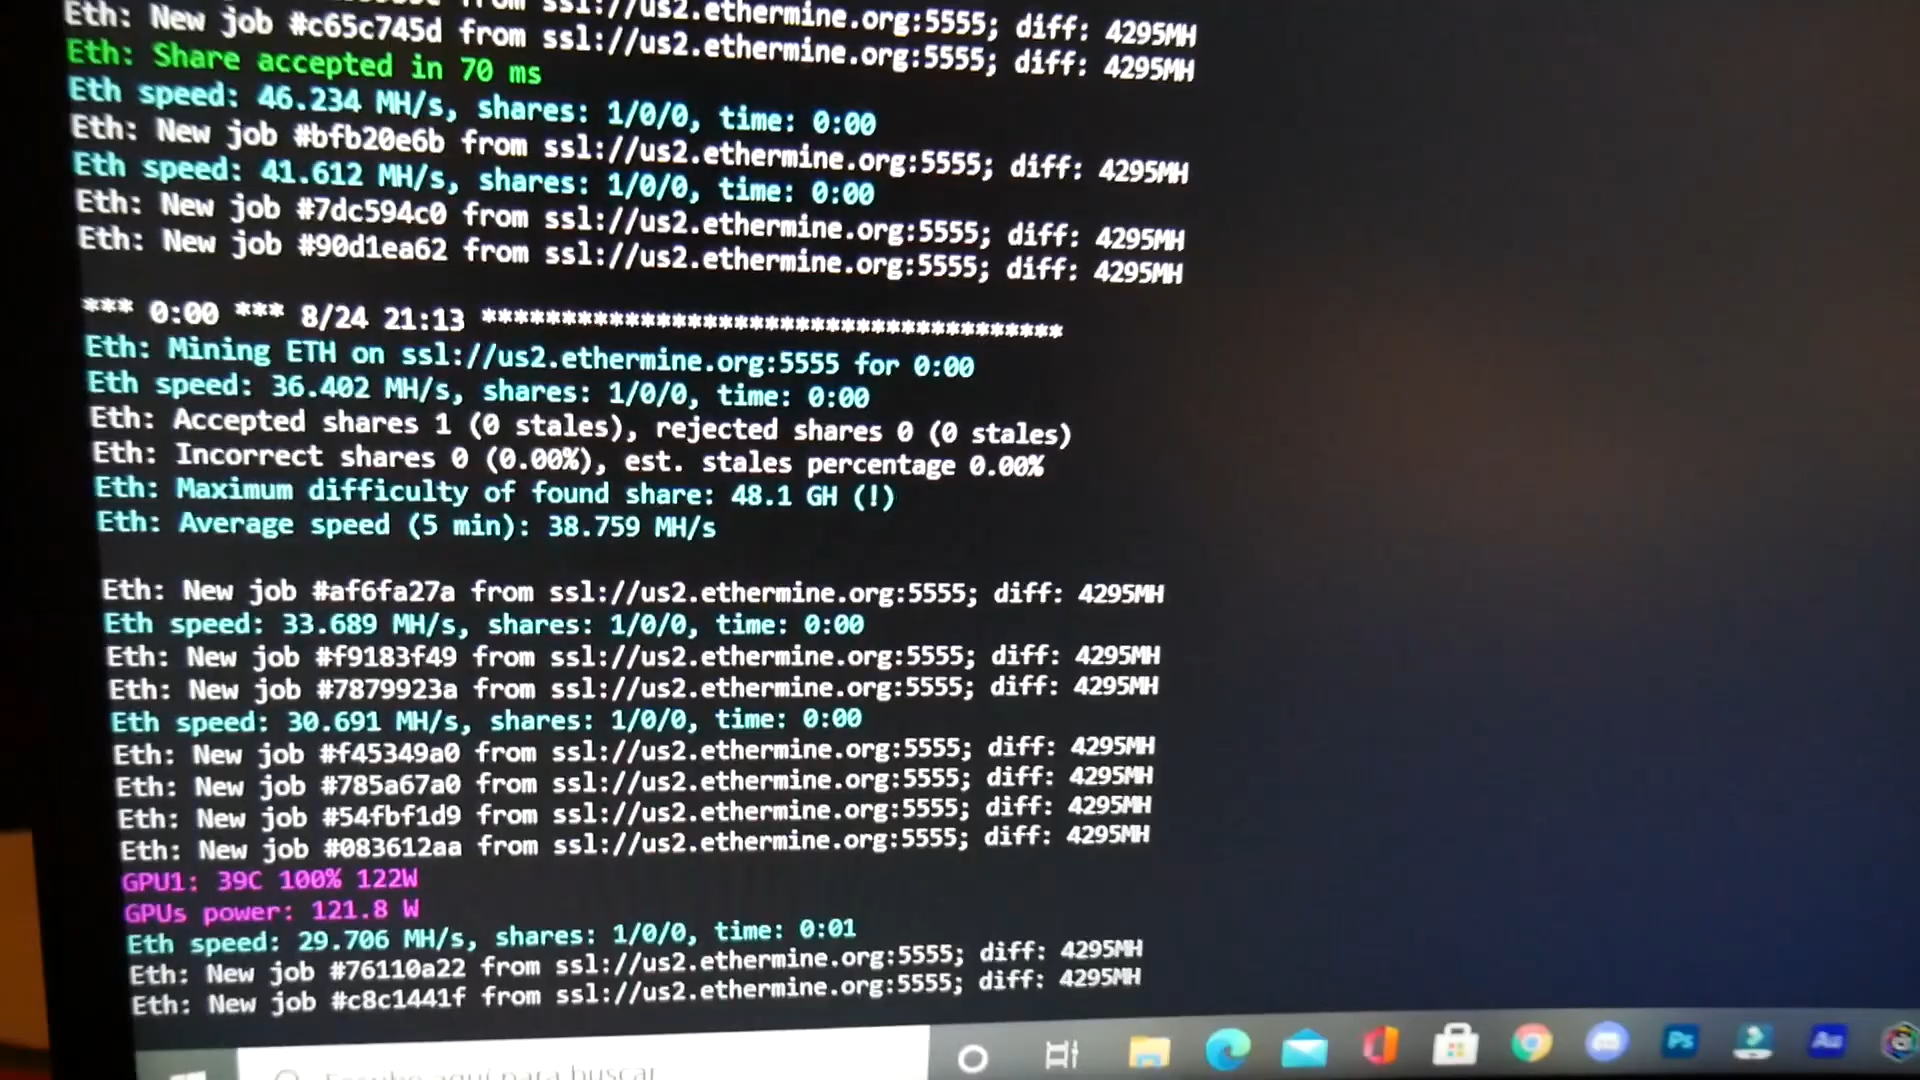 from ssl://us2.ethermine.org:5555; diff: 4295MH
Eth: New job #c65c745d from ssl://us2.ethermine.org:5555; diff: 4295MH
Eth: Share accepted in 70 ms
Eth speed: 46.234 MH/s, shares: 1/0/0, time: 0:00
Eth: New job #bfb20e6b from ssl://us2.ethermine.org:5555; diff: 4295MH
Eth speed: 41.612 MH/s, shares: 1/0/0, time: 0:00
Eth: New job #7dc594c0 from ssl://us2.ethermine.org:5555; diff: 4295MH
Eth: New job #90d1ea62 from ssl://us2.ethermine.org:5555; diff: 4295MH
*** 0:00 *** 8/24 21:13 *************************************
Eth: Mining ETH on ssl://us2.ethermine.org:5555 for 0:00
Eth speed: 36.402 MH/s, shares: 1/0/0, time: 0:00
Eth: Accepted shares 1 (0 stales), rejected shares 0 (0 stales)
Eth: Incorrect shares 0 (0.00%), est. stales percentage 0.00%
Eth: Maximum difficulty of found share: 48.1 GH (!)
Eth: Average speed (5 min): 38.759 MH/s
Eth: New job #af6fa27a from ssl://us2.ethermine.org:5555; diff: 4295MH
Eth speed: 33.689 MH/s, shares: 1/0/0, time: 0:00
Eth: New job #f9183f49 from ssl://us2.ethermine.org:5555; diff: 4295MH
Eth: New job #7879923a from ssl://us2.ethermine.org:5555; diff: 4295MH
Eth speed: 30.691 MH/s, shares: 1/0/0, time: 0:00
Eth: New job #f45349a0 from ssl://us2.ethermine.org:5555; diff: 4295MH
Eth: New job #785a67a0 from ssl://us2.ethermine.org:5555; diff: 4295MH
Eth: New job #54fbf1d9 from ssl://us2.ethermine.org:5555; diff: 4295MH
Eth: New job #083612aa from ssl://us2.ethermine.org:5555; diff: 4295MH
GPU1: 39C 100% 122W
GPUs power: 121.8 W
Eth speed: 29.706 MH/s, shares: 1/0/0, time: 0:01
Eth: New job #76110a22 from ssl://us2.ethermine.org:5555; diff: 4295MH
Eth: New job #c8c1441f from ssl://us2.ethermine.org:5555; diff: 4295MH
Escribe aquí para buscar
Ps
Au